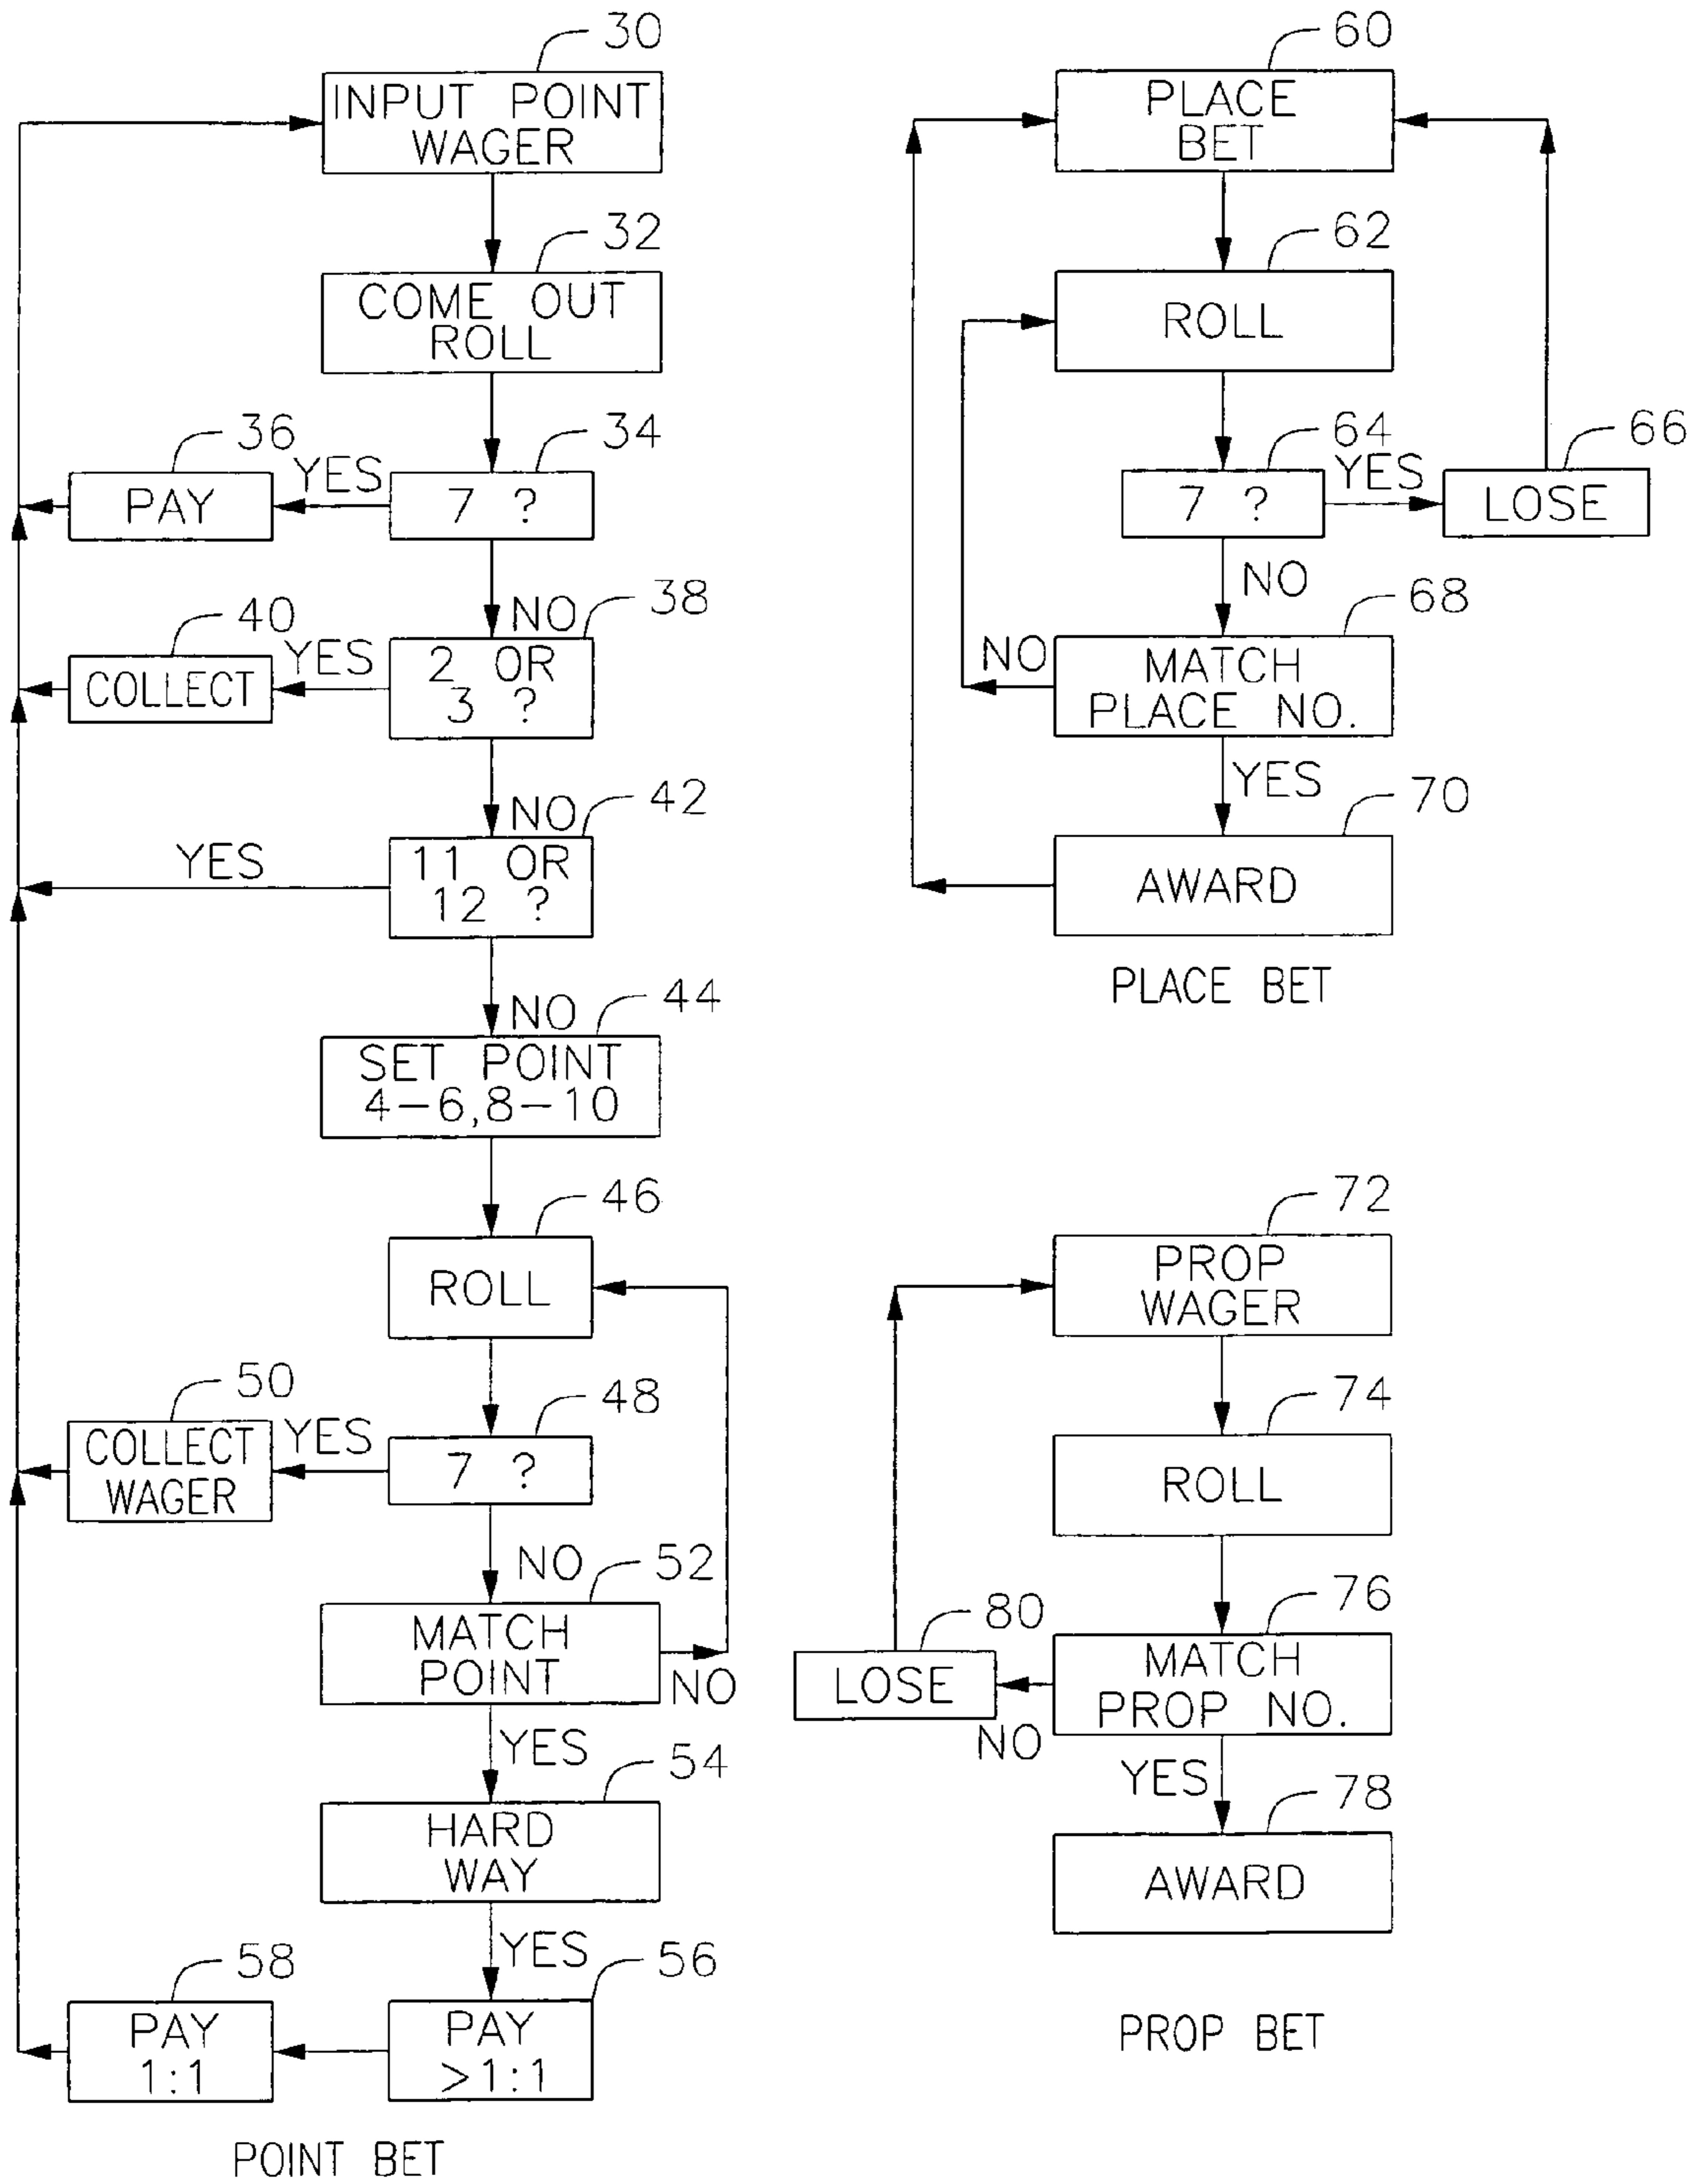 30
INPUT POINT
WAGER
32
COME OUT
ROLL
34
7 ?
YES
36
PAY
NO
38
2 OR
3 ?
YES
40
COLLECT
NO
42
11 OR
12 ?
YES
NO
44
SET POINT
4-6,8-10
46
ROLL
48
7 ?
YES
50
COLLECT
WAGER
NO
52
MATCH
POINT
NO
YES
54
HARD
WAY
YES
56
PAY
>1:1
58
PAY
1:1
POINT BET
60
PLACE
BET
62
ROLL
64
7 ?
YES
66
LOSE
NO
68
MATCH
PLACE NO.
NO
YES
70
AWARD
PLACE BET
72
PROP
WAGER
74
ROLL
76
MATCH
PROP NO.
NO
80
LOSE
YES
78
AWARD
PROP BET